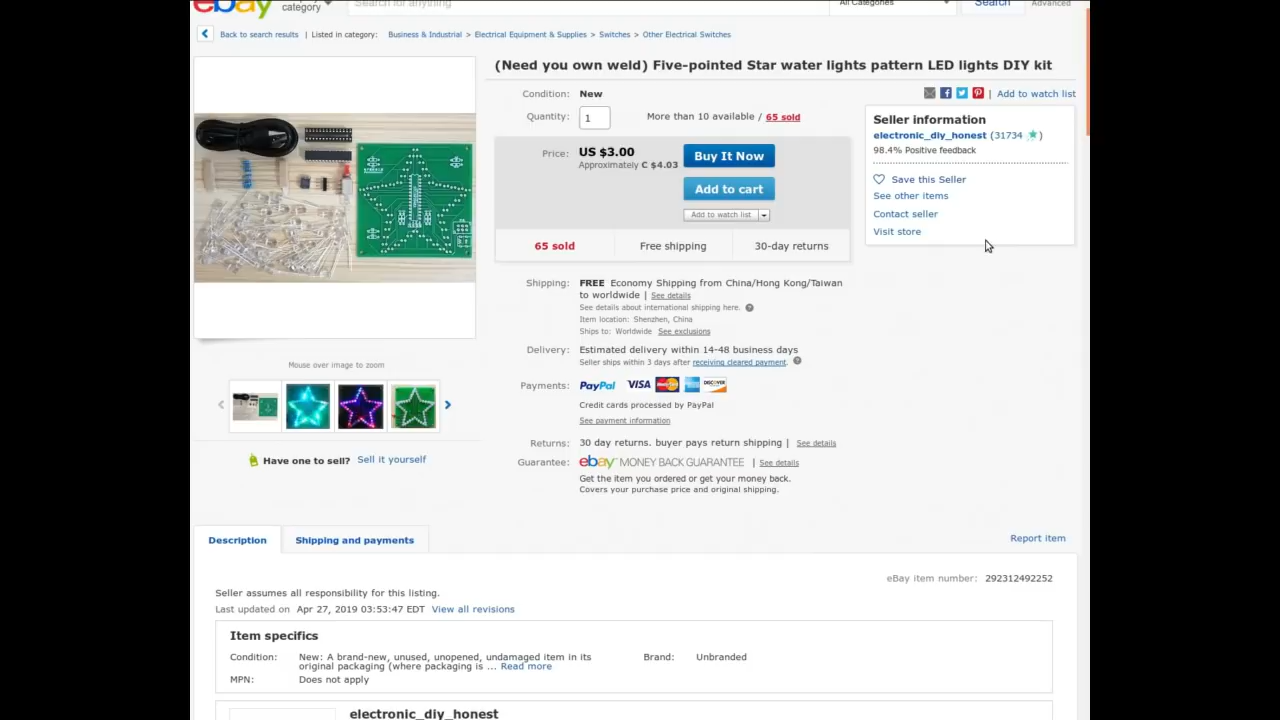 ebay
category
Search for anything
All Categories
Search
Advanced
Back to search results | Listed in category: Business & Industrial > Electrical Equipment & Supplies > Switches > Other Electrical Switches
(Need you own weld) Five-pointed Star water lights pattern LED lights DIY kit
Condition: New
Quantity: 1 More than 10 available / 65 sold
Price: US $3.00
Approximately C $4.03
Buy It Now
Add to cart
Add to watch list
65 sold Free shipping 30-day returns
| Add to watch list
Seller information
electronic_diy_honest (31734 )
98.4% Positive feedback
Save this Seller
See other items
Contact seller
Visit store
Mouse over image to zoom
Have one to sell? Sell it yourself
Shipping: FREE Economy Shipping from China/Hong Kong/Taiwan
to worldwide | See details
See details about international shipping here.
Item location: Shenzhen, China
Ships to: Worldwide See exclusions
Delivery: Estimated delivery within 14-48 business days
Seller ships within 3 days after receiving cleared payment.
Payments: PayPal VISA MasterCard DISCOVER
Credit cards processed by PayPal
See payment information
Returns: 30 day returns. buyer pays return shipping | See details
Guarantee: ebay MONEY BACK GUARANTEE | See details
Get the item you ordered or get your money back.
Covers your purchase price and original shipping.
Description Shipping and payments
Report item
eBay item number: 292312492252
Seller assumes all responsibility for this listing.
Last updated on Apr 27, 2019 03:53:47 EDT View all revisions
Item specifics
Condition: New: A brand-new, unused, unopened, undamaged item in its
original packaging (where packaging is ... Read more
Brand: Unbranded
MPN: Does not apply
electronic_diy_honest